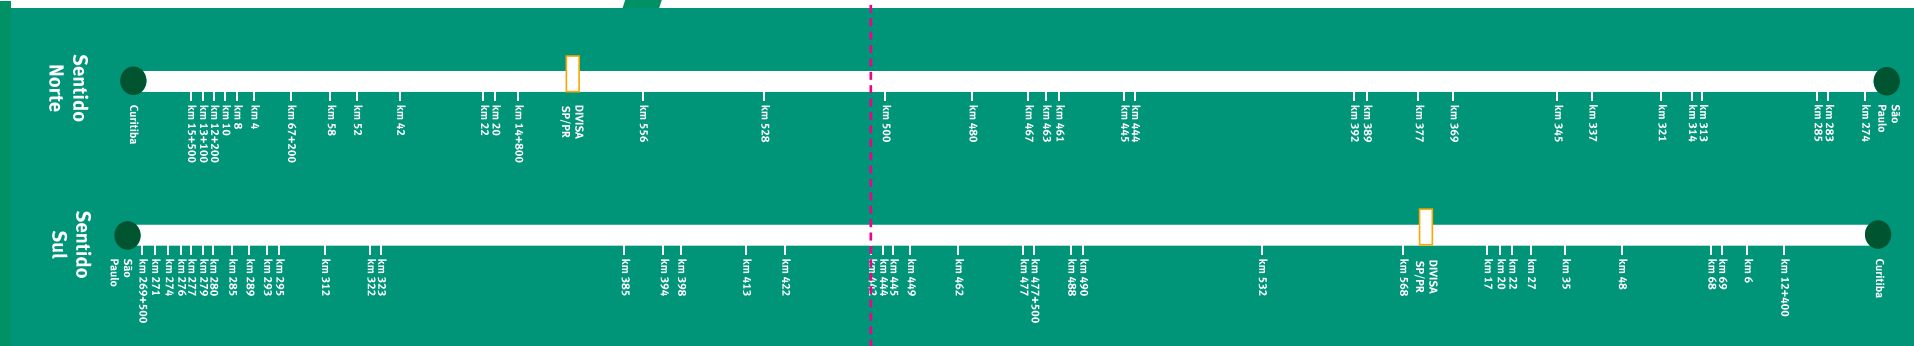 Sentido
Norte
Curitiba
km 15+500
km 13+100
km 12+200
km 10
km 8
km 4
km 67+200
km 58
km 52
km 42
km 22
km 20
km 14+800
DIVISA
SP/PR
km 556
km 528
km 500
km 480
km 467
km 463
km 461
km 445
km 444
km 392
km 389
km 377
km 369
km 345
km 337
km 321
km 314
km 313
km 285
km 283
km 274
São
Paulo
Sentido
Sul
São
Paulo
km 269+500
km 271
km 274
km 276
km 277
km 279
km 280
km 285
km 289
km 293
km 295
km 312
km 322
km 323
km 385
km 394
km 398
km 413
km 422
km 443
km 444
km 445
km 449
km 462
km 477
km 477+500
km 488
km 490
km 532
km 568
DIVISA
SP/PR
km 17
km 20
km 22
km 27
km 35
km 48
km 68
km 69
km 6
km 12+400
Curitiba